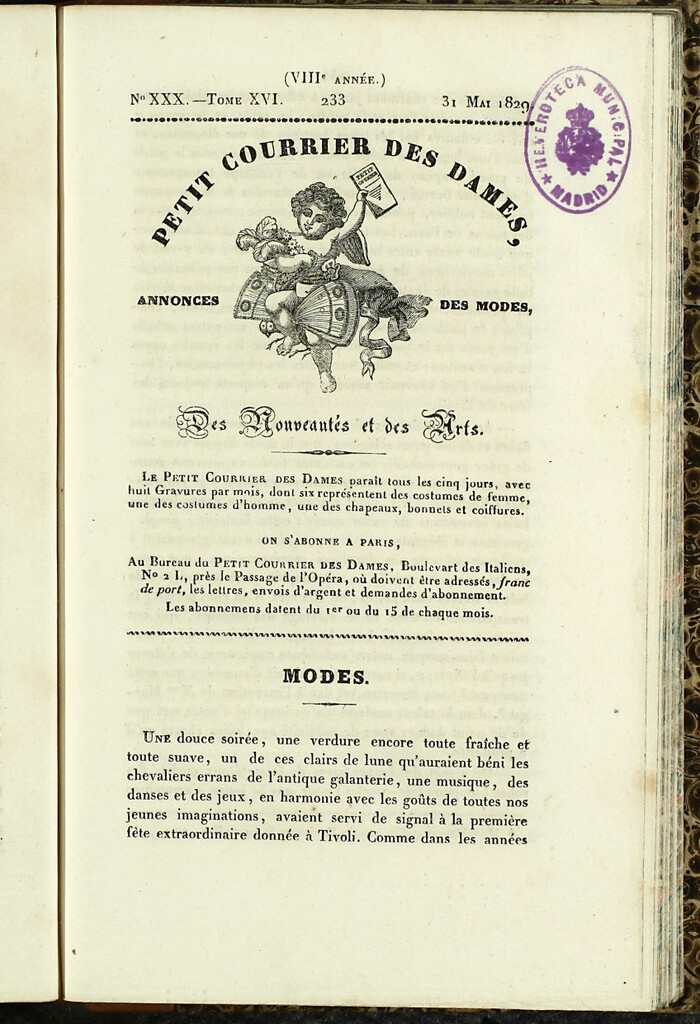 (VIIIe ANNÉE.)
No XXX. — TOME XVI. 233 31 MAI 1829.
HEMEROTECA MUNICIPAL
★ MADRID ★
PETIT COURRIER DES DAMES,
PETIT
ANNONCES DES MODES,
Des Nouveautés et des Arts.
LE PETIT COURRIER DES DAMES paraît tous les cinq jours, avec
huit Gravures par mois, dont six représentent des costumes de femme,
une des costumes d'homme, une des chapeaux, bonnets et coiffures.
ON S'ABONNE A PARIS,
Au Bureau du PETIT COURRIER DES DAMES, Boulevart des Italiens,
No 2 L, près le Passage de l'Opéra, où doivent être adressés, franc
de port, les lettres, envois d'argent et demandes d'abonnement.
Les abonnemens datent du 1er ou du 15 de chaque mois.
MODES.
UNE douce soirée, une verdure encore toute fraîche et
toute suave, un de ces clairs de lune qu'auraient béni les
chevaliers errans de l'antique galanterie, une musique, des
danses et des jeux, en harmonie avec les goûts de toutes nos
jeunes imaginations, avaient servi de signal à la première
fête extraordinaire donnée à Tivoli. Comme dans les années